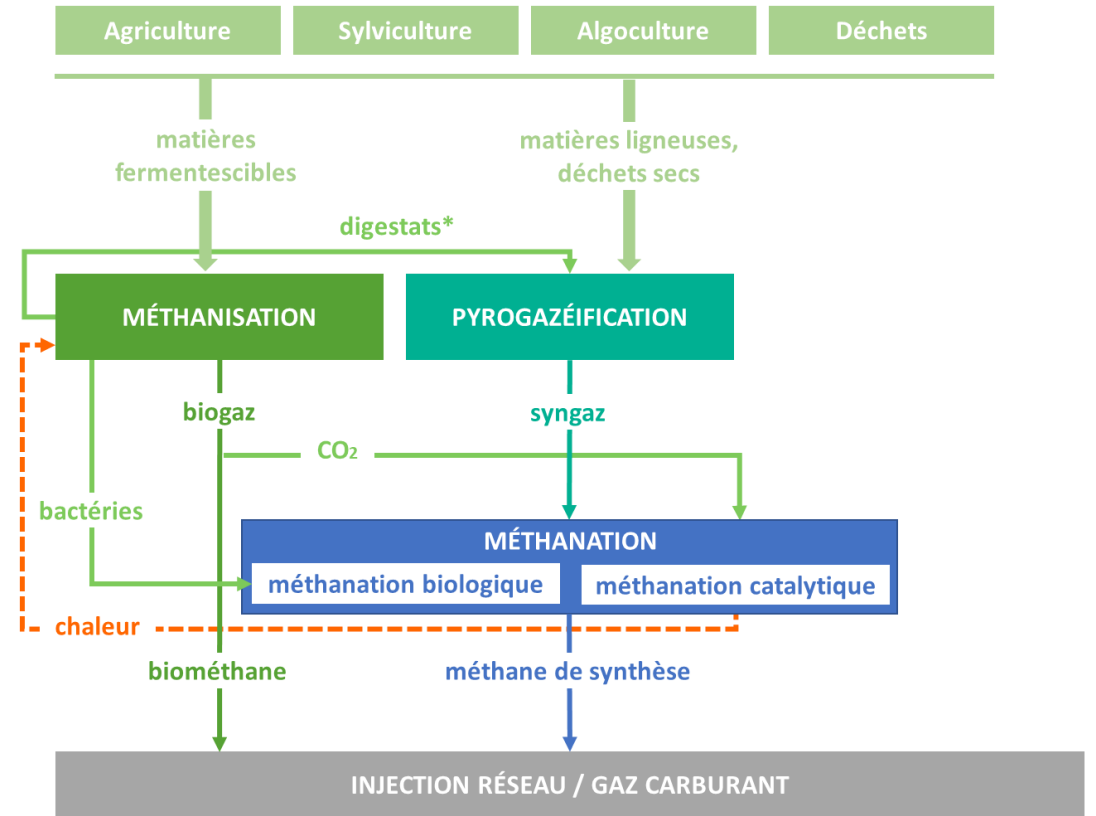 Agriculture
Sylviculture
Algoculture
Déchets
matières
fermentescibles
matières ligneuses,
déchets secs
digestats*
MÉTHANISATION
PYROGAZÉIFICATION
biogaz
syngaz
CO₂
bactéries
MÉTHANATION
méthanation biologique
méthanation catalytique
chaleur
biométhane
méthane de synthèse
INJECTION RÉSEAU / GAZ CARBURANT